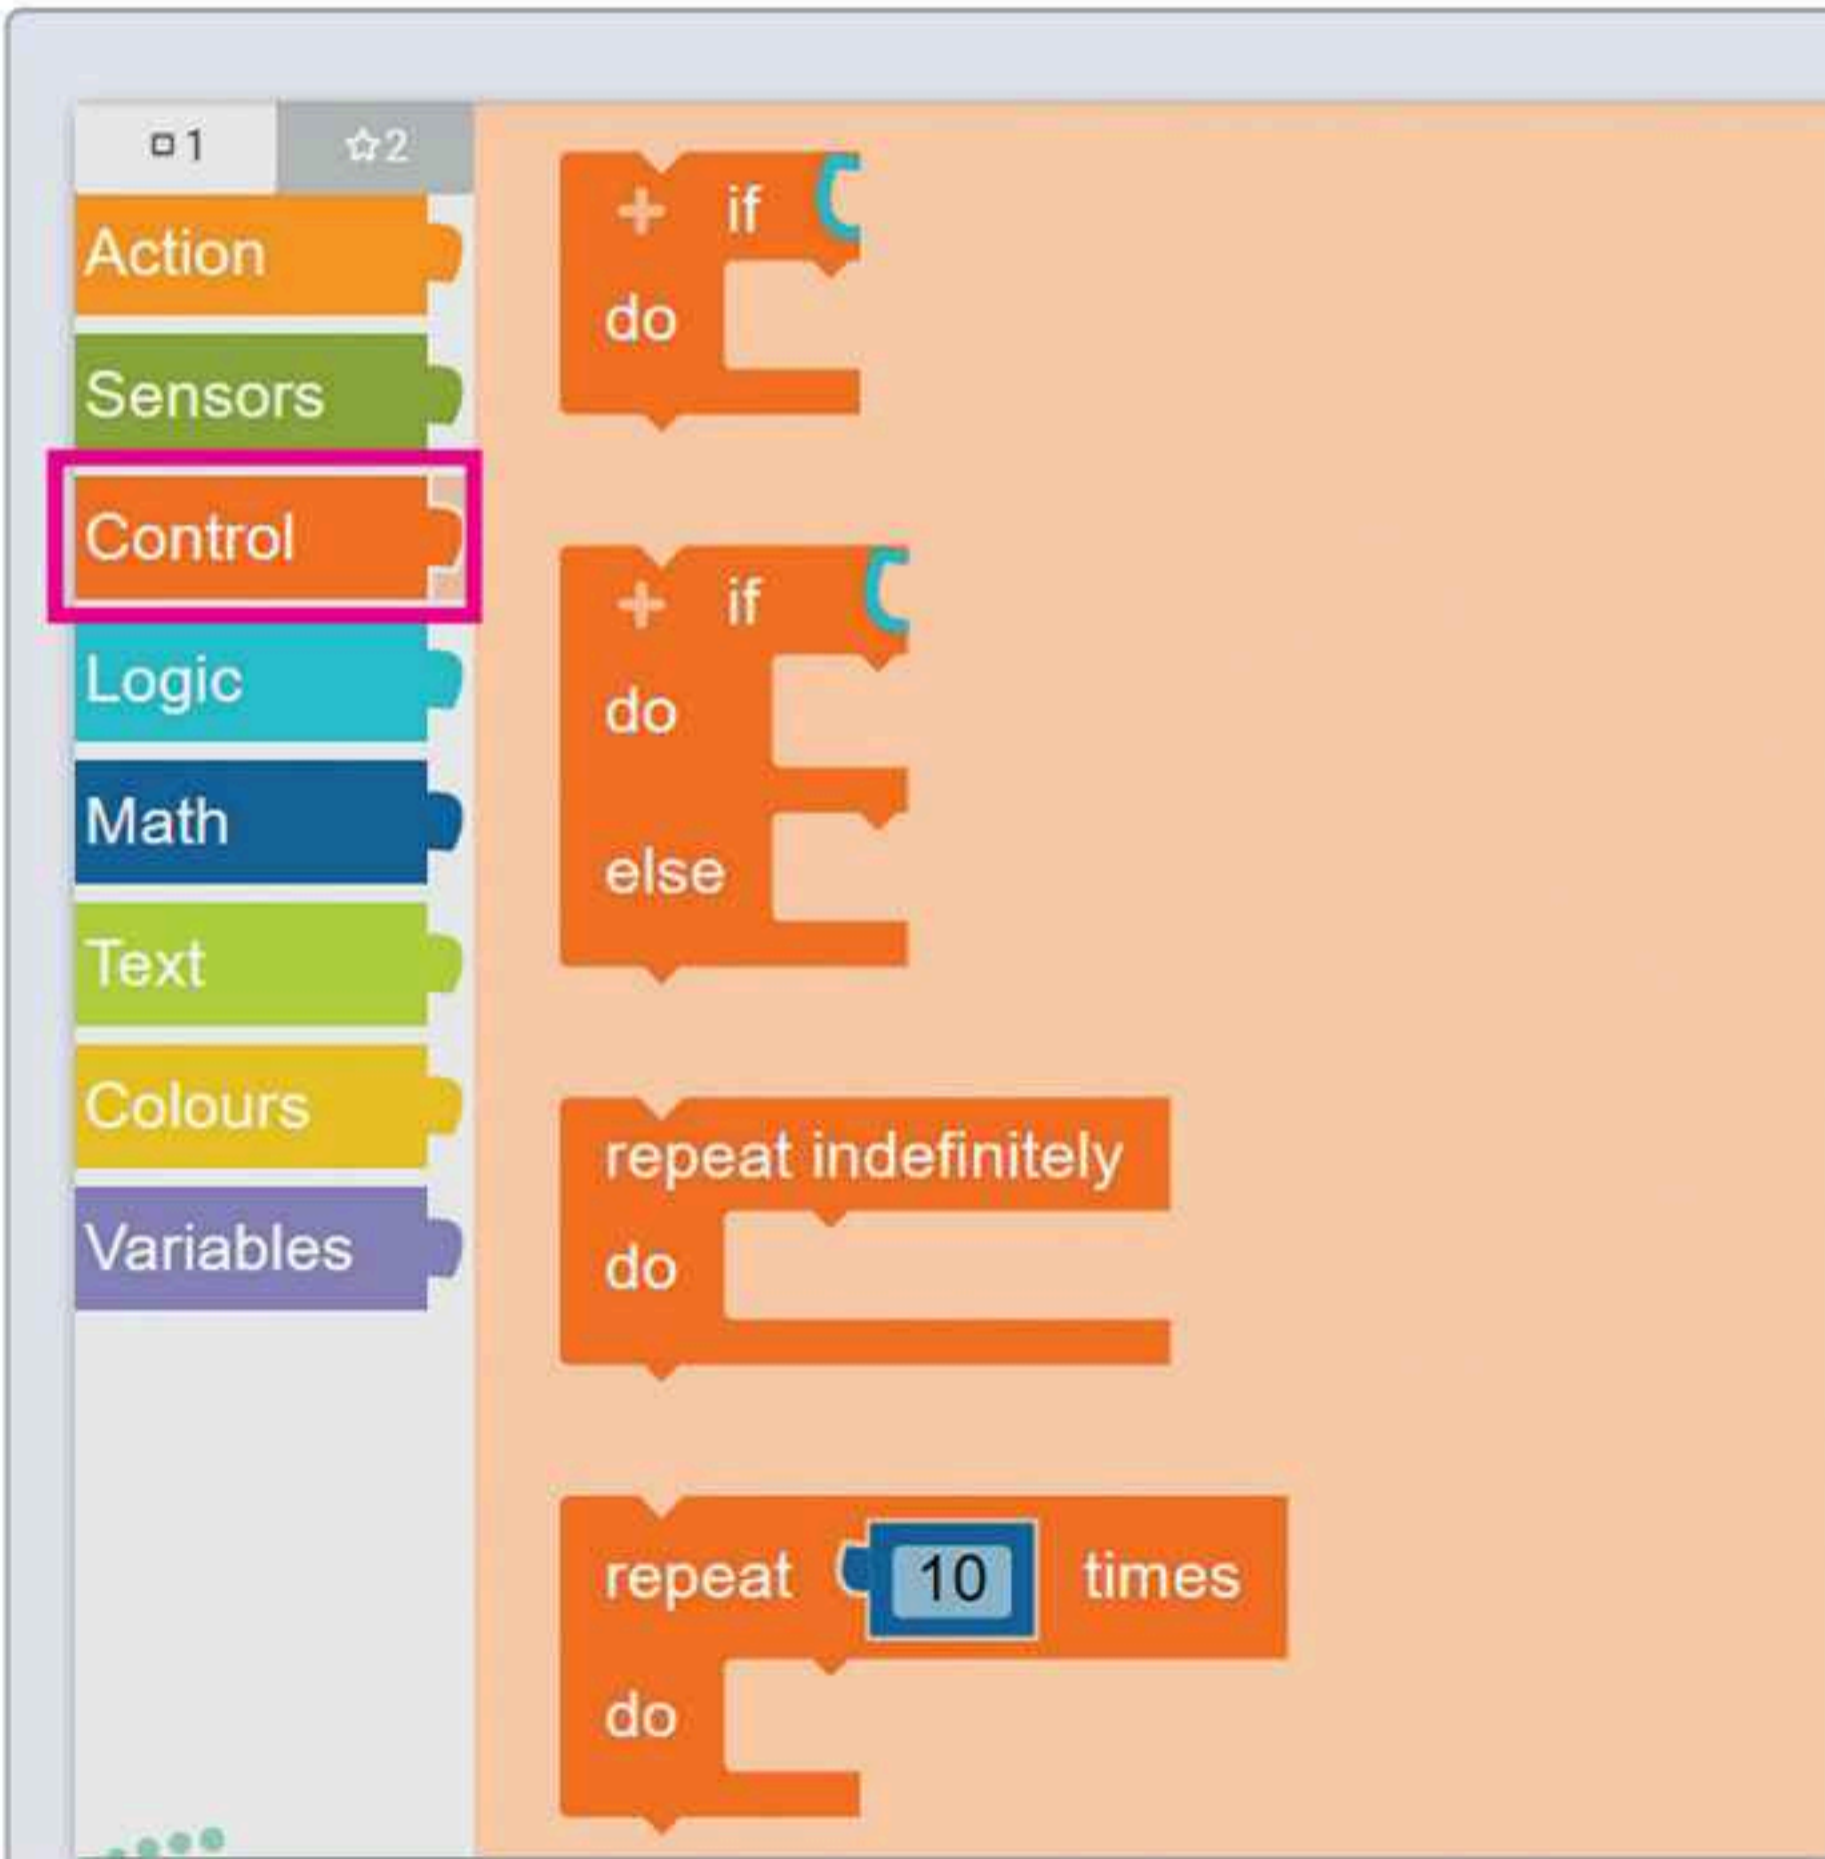 1
2
Action
Sensors
Control
Logic
Math
Text
Colours
Variables
+ if
do
+ if
do
else
repeat indefinitely
do
repeat 10 times
do